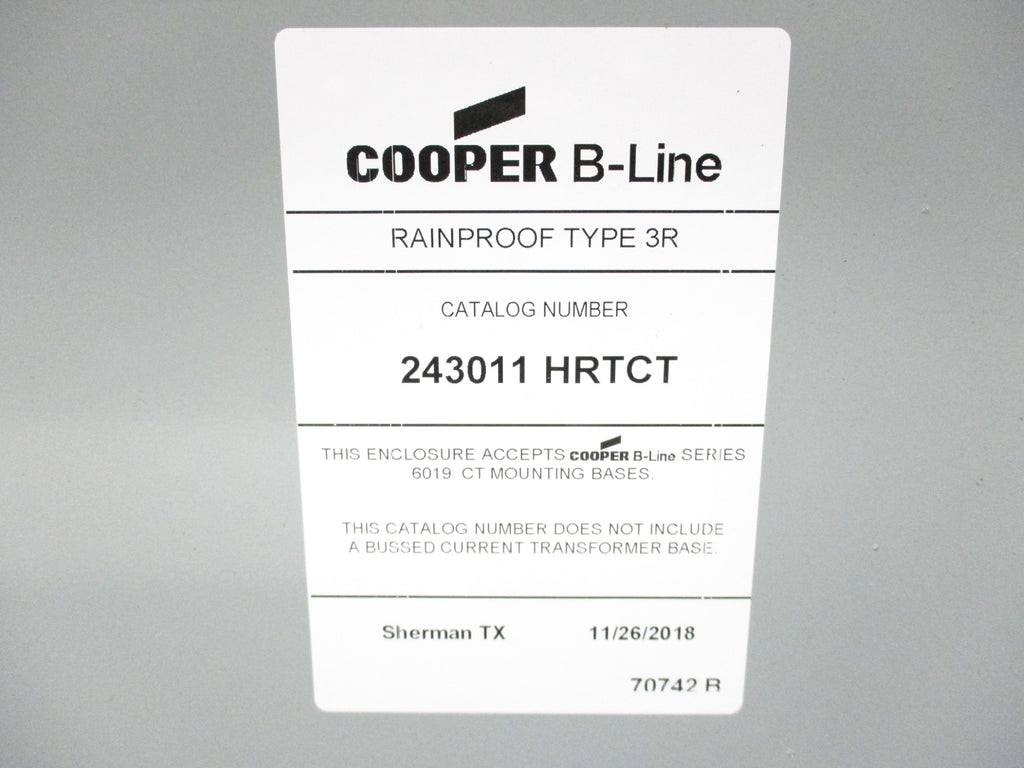 COOPER B-Line
RAINPROOF TYPE 3R
CATALOG NUMBER
243011 HRTCT
THIS ENCLOSURE ACCEPTS COOPER B-Line SERIES
6019 CT MOUNTING BASES.
THIS CATALOG NUMBER DOES NOT INCLUDE
A BUSSED CURRENT TRANSFORMER BASE.
Sherman TX 11/26/2018
70742 R